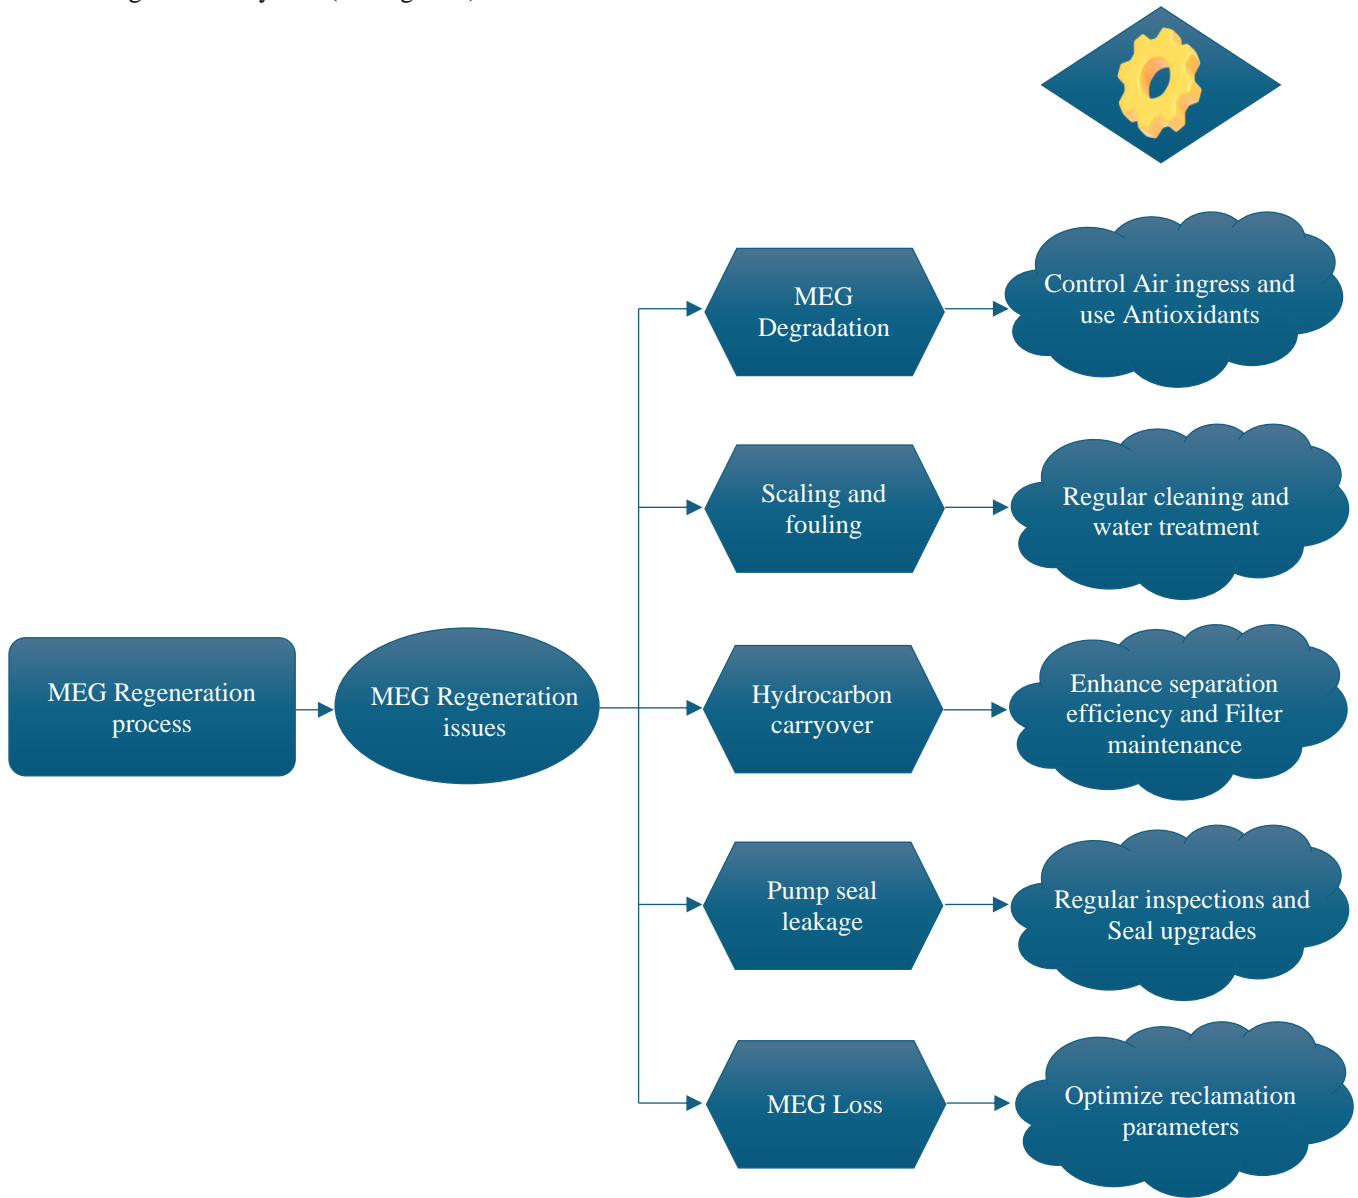 MEG
Degradation
Control Air ingress and
use Antioxidants
Scaling and
fouling
Regular cleaning and
water treatment
MEG Regeneration
process
MEG Regeneration
issues
Hydrocarbon
carryover
Enhance separation
efficiency and Filter
maintenance
Pump seal
leakage
Regular inspections and
Seal upgrades
MEG Loss
Optimize reclamation
parameters